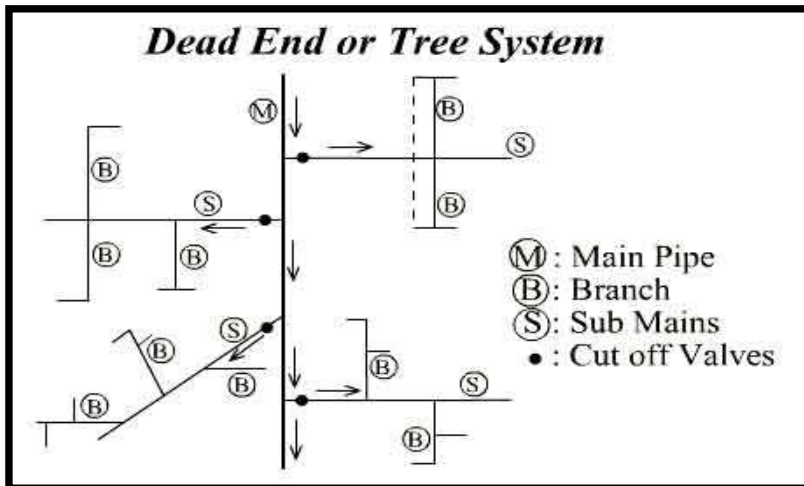 Dead End or Tree System
M
B
S
B
S
B
B
B
B
S
B
B
B
B
S
B
M : Main Pipe
B : Branch
S : Sub Mains
• : Cut off Valves